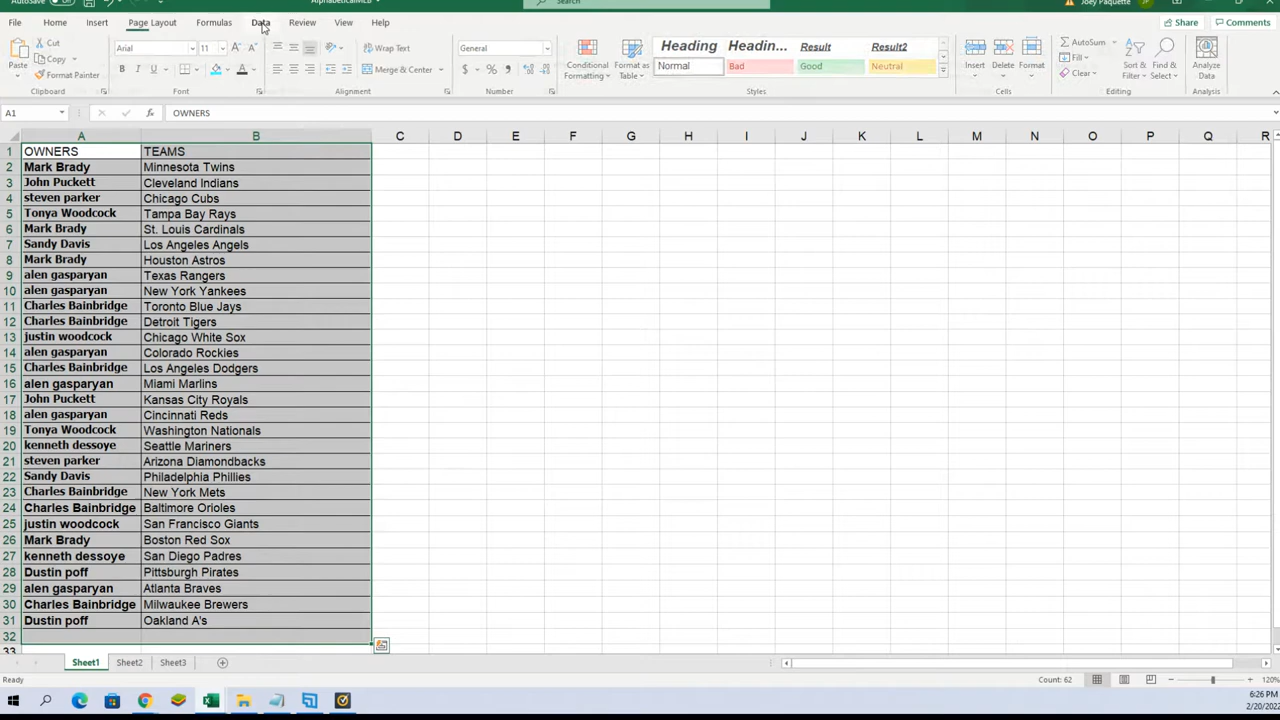 AutoSave Off AlphabeticalMLB Search Joey Paquette
File Home Insert Page Layout Formulas Data Review View Help Share Comments
Cut Arial 11 Wrap Text General Heading Headin... Result Result2 AutoSum
Copy Fill
Paste Format Painter Merge & Center Conditional Formatting Format as Table Normal Bad Good Neutral Insert Delete Format Clear Sort & Filter Find & Select Analyze Data
Clipboard Font Alignment Number Styles Cells Editing Analysis
A1 OWNERS
A B C D E F G H I J K L M N O P Q R
1 OWNERS TEAMS
2 Mark Brady Minnesota Twins
3 John Puckett Cleveland Indians
4 steven parker Chicago Cubs
5 Tonya Woodcock Tampa Bay Rays
6 Mark Brady St. Louis Cardinals
7 Sandy Davis Los Angeles Angels
8 Mark Brady Houston Astros
9 alen gasparyan Texas Rangers
10 alen gasparyan New York Yankees
11 Charles Bainbridge Toronto Blue Jays
12 Charles Bainbridge Detroit Tigers
13 justin woodcock Chicago White Sox
14 alen gasparyan Colorado Rockies
15 Charles Bainbridge Los Angeles Dodgers
16 alen gasparyan Miami Marlins
17 John Puckett Kansas City Royals
18 alen gasparyan Cincinnati Reds
19 Tonya Woodcock Washington Nationals
20 kenneth dessoye Seattle Mariners
21 steven parker Arizona Diamondbacks
22 Sandy Davis Philadelphia Phillies
23 Charles Bainbridge New York Mets
24 Charles Bainbridge Baltimore Orioles
25 justin woodcock San Francisco Giants
26 Mark Brady Boston Red Sox
27 kenneth dessoye San Diego Padres
28 Dustin poff Pittsburgh Pirates
29 alen gasparyan Atlanta Braves
30 Charles Bainbridge Milwaukee Brewers
31 Dustin poff Oakland A's
32
33
Sheet1 Sheet2 Sheet3
Ready Count: 62 120%
6:26 PM
2/20/2022